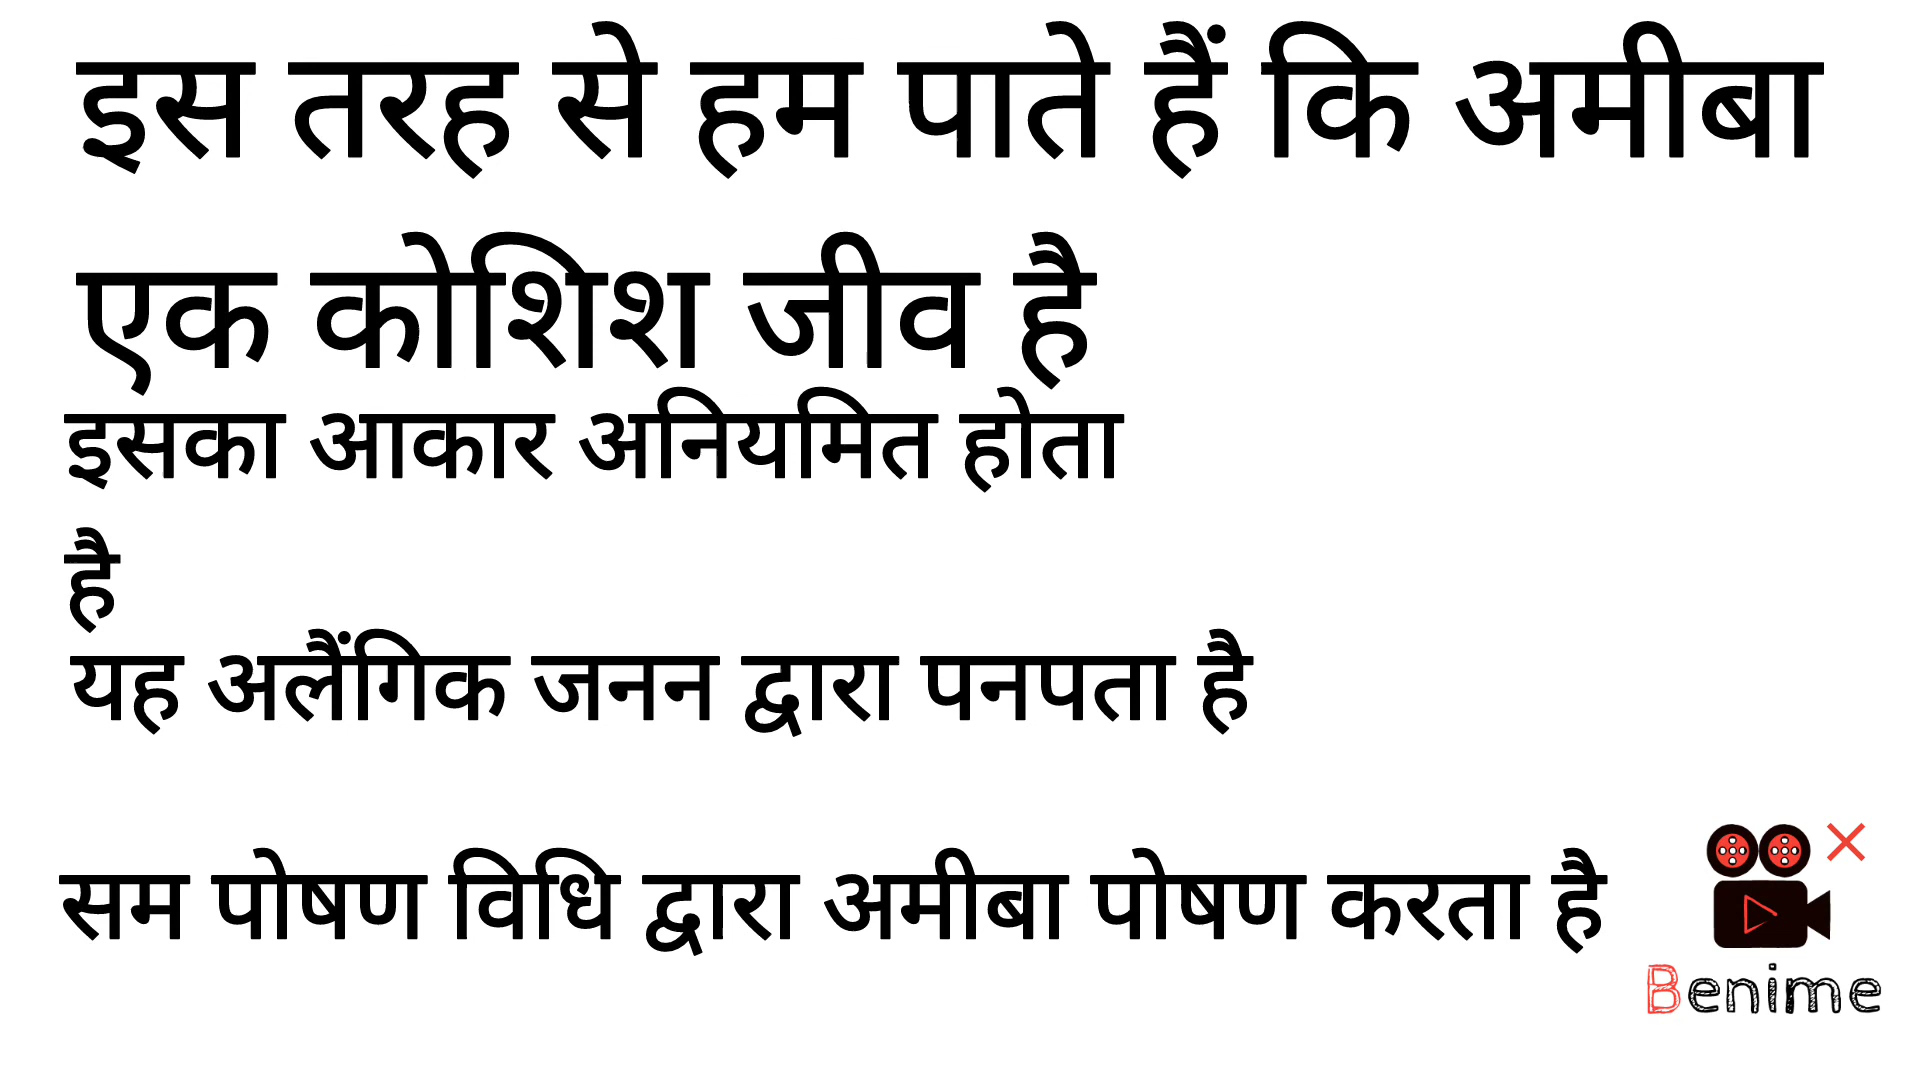 इस तरह से हम पाते हैं कि अमीबा
एक कोशिश जीव है
इसका आकार अनियमित होता
है
यह अलैंगिक जनन द्वारा पनपता है
सम पोषण विधि द्वारा अमीबा पोषण करता है
Benime